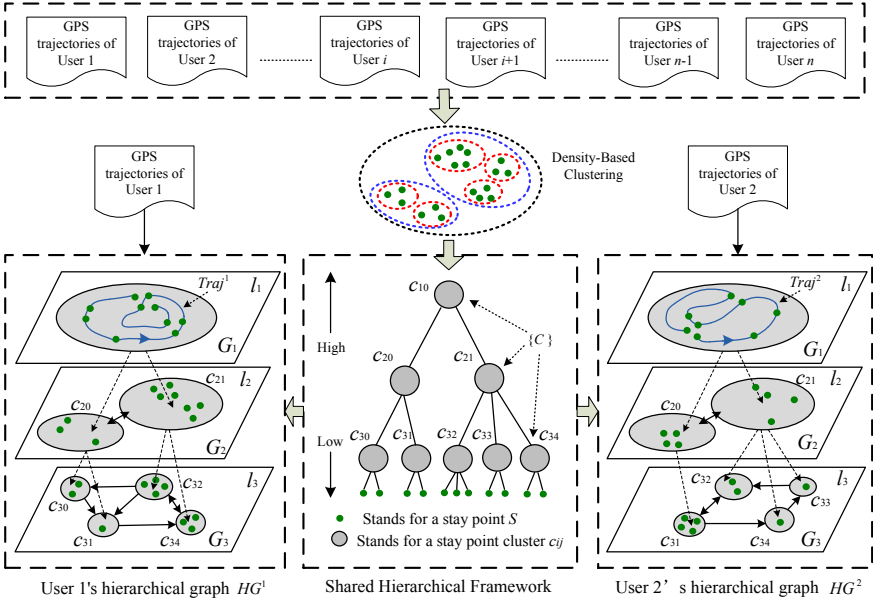 GPS
trajectories of
User 1
GPS
trajectories of
User 2
GPS
trajectories of
User i
GPS
trajectories of
User i+1
GPS
trajectories of
User n-1
GPS
trajectories of
User n
GPS
trajectories of
User 1
Density-Based
Clustering
GPS
trajectories of
User 2
Traj¹
l₁
G₁
c₂₀
c₂₁
l₂
G₂
c₃₀
c₃₁
c₃₂
c₃₄
l₃
G₃
High
Low
c₁₀
{C}
c₂₀
c₂₁
c₃₀
c₃₁
c₃₂
c₃₃
c₃₄
Stands for a stay point S
Stands for a stay point cluster cij
Traj²
l₁
G₁
c₂₀
c₂₁
l₂
G₂
c₃₂
c₃₃
c₃₁
c₃₄
l₃
G₃
User 1's hierarchical graph HG¹
Shared Hierarchical Framework
User 2’ s hierarchical graph HG²